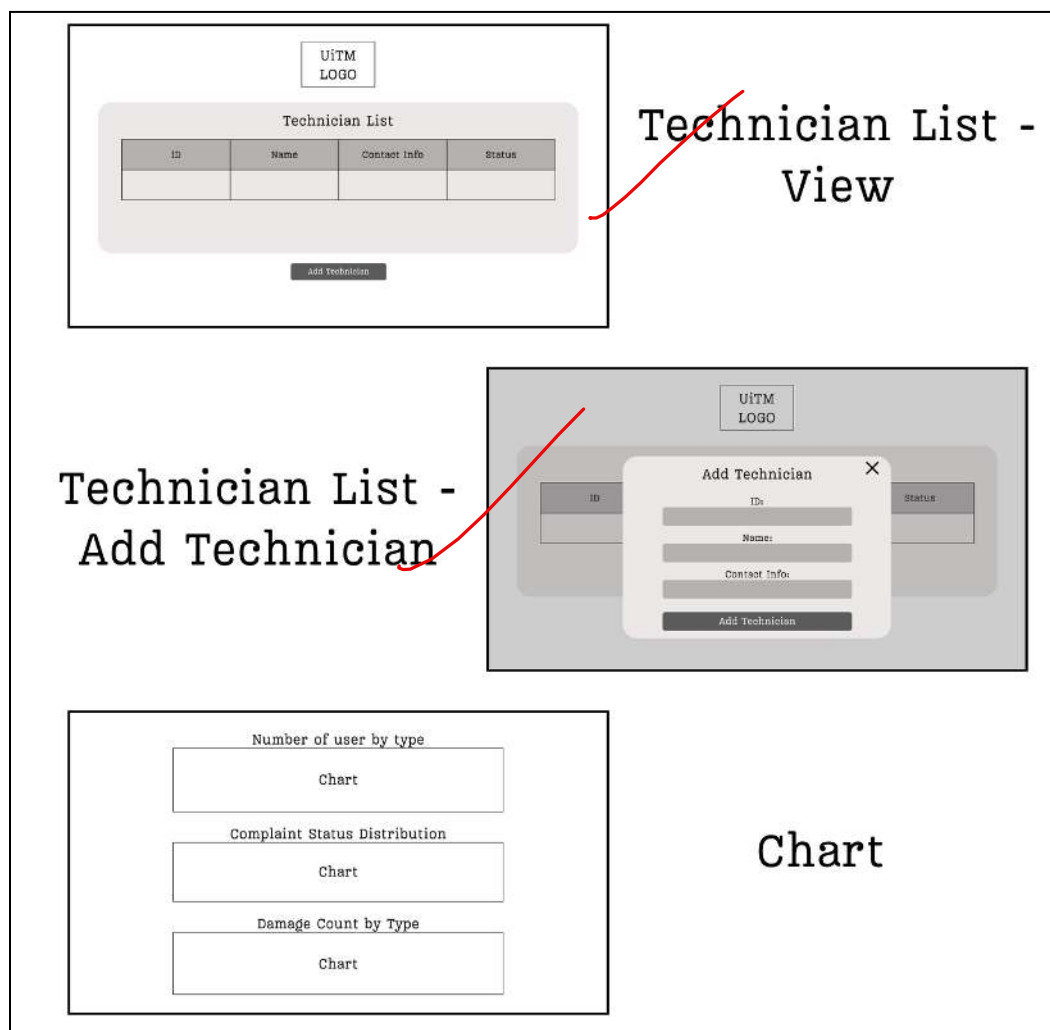 UiTM
LOGO
Technician List
ID Name Contact Info Status
Add Technician
Technician List -
View
Technician List -
Add Technician
UiTM
LOGO
Add Technician
ID Status
ID:
Name:
Contact Info:
Add Technician
Number of user by type
Chart
Complaint Status Distribution
Chart
Damage Count by Type
Chart
Chart